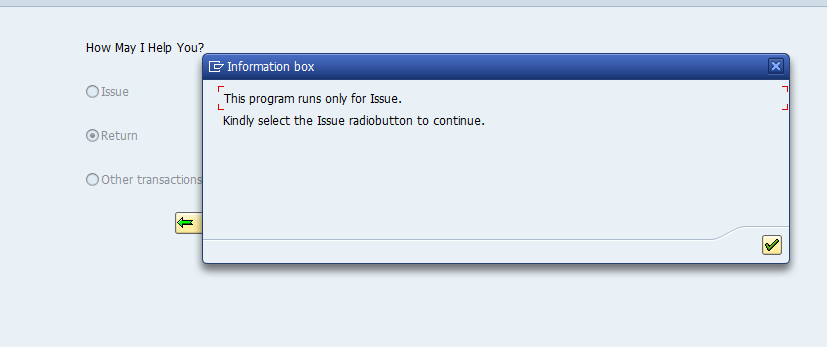 How May I Help You?
Information box
Issue
This program runs only for Issue.
Kindly select the Issue radiobutton to continue.
Return
Other transactions